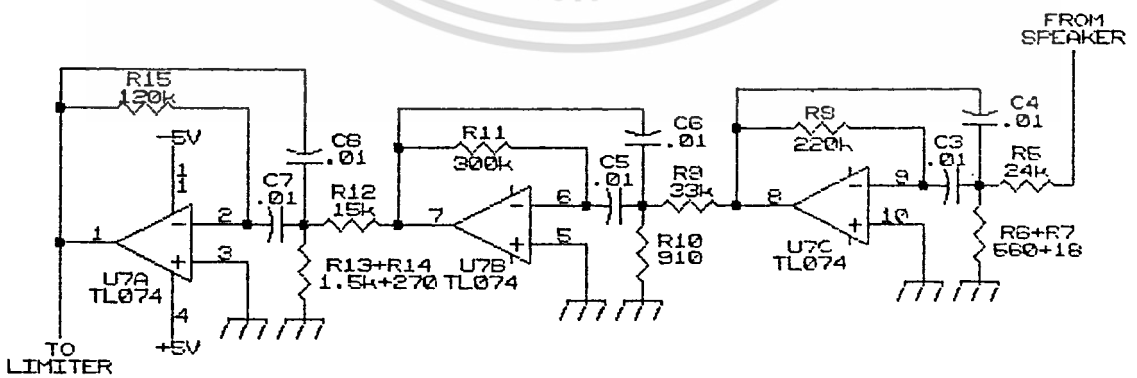 FROM
SPEAKER
R15
120k
-5V
11
C8
.01
C7
.01
R12
15k
R11
300k
C6
.01
C5
.01
R9
33k
R9
220k
C4
.01
C3
.01
R5
24k
1
2
3
4
7
6
5
8
9
10
-
+
-
+
-
+
U7A
TL074
R13+R14
1.5k+270
U7B
TL074
R10
910
U7C
TL074
R6+R7
560+18
+5V
TO
LIMITER